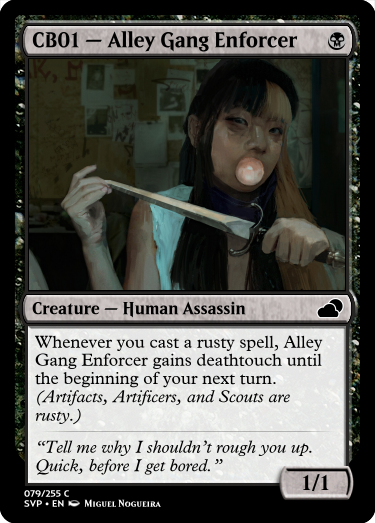 CB01 — Alley Gang Enforcer
Creature — Human Assassin
Whenever you cast a rusty spell, Alley
Gang Enforcer gains deathtouch until
the beginning of your next turn.
(Artifacts, Artificers, and Scouts are
rusty.)
“Tell me why I shouldn’t rough you up.
Quick, before I get bored.”
1/1
079/255 C
SVP • EN Miguel Nogueira